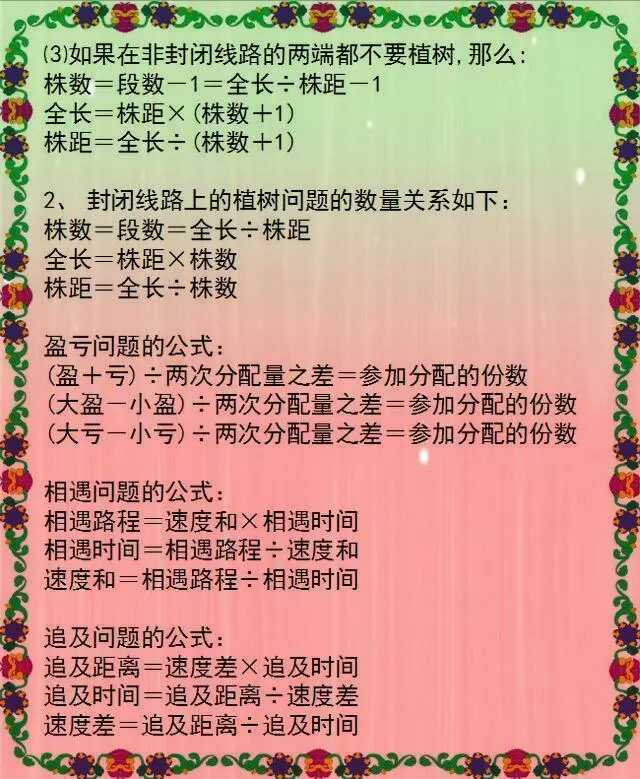 (3)如果在非封闭线路的两端都不要植树,那么:
株数＝段数－1＝全长÷株距－1
全长＝株距×(株数＋1)
株距＝全长÷(株数＋1)
2、 封闭线路上的植树问题的数量关系如下:
株数＝段数＝全长÷株距
全长＝株距×株数
株距＝全长÷株数
盈亏问题的公式:
(盈＋亏)÷两次分配量之差＝参加分配的份数
(大盈－小盈)÷两次分配量之差＝参加分配的份数
(大亏－小亏)÷两次分配量之差＝参加分配的份数
相遇问题的公式:
相遇路程＝速度和×相遇时间
相遇时间＝相遇路程÷速度和
速度和＝相遇路程÷相遇时间
追及问题的公式:
追及距离＝速度差×追及时间
追及时间＝追及距离÷速度差
速度差＝追及距离÷追及时间